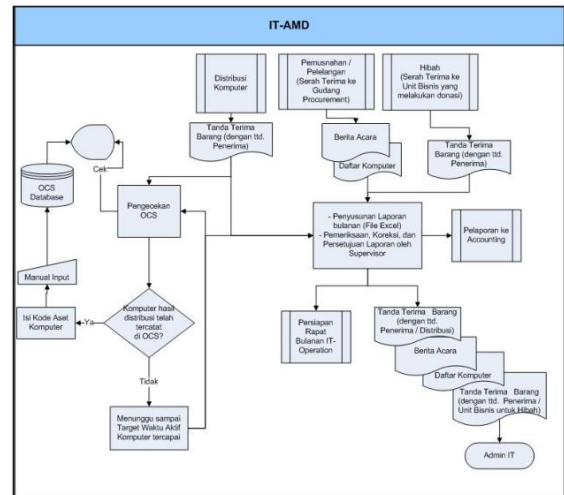 IT-AMD
Distribusi
Komputer
Pemusnahan /
Pelelangan
(Serah Terima ke
Gudang
Procurement)
Hibah
(Serah Terima ke
Unit Bisnis yang
melakukan donasi)
Tanda Terima
Barang (dengan ttd.
Penerima)
Berita Acara
Daftar Komputer
Tanda Terima
Barang (dengan ttd.
Penerima)
Cek
OCS
Database
Pengecekan
OCS
- Penyusunan Laporan
bulanan (File Excel)
- Pemeriksaan, Koreksi, dan
Persetujuan Laporan oleh
Supervisor
Pelaporan ke
Accounting
Manual Input
Isi Kode Aset
Komputer
Ya
Komputer hasil
distribusi telah
tercatat
di OCS?
Tidak
Menunggu sampai
Target Waktu Aktif
Komputer tercapai
Persiapan
Rapat
Bulanan IT-
Operation
Tanda Terima Barang
(dengan ttd.
Penerima / Distribusi)
Berita Acara
Daftar Komputer
Tanda Terima Barang
(dengan ttd. Penerima /
Unit Bisnis untuk Hibah)
Admin IT